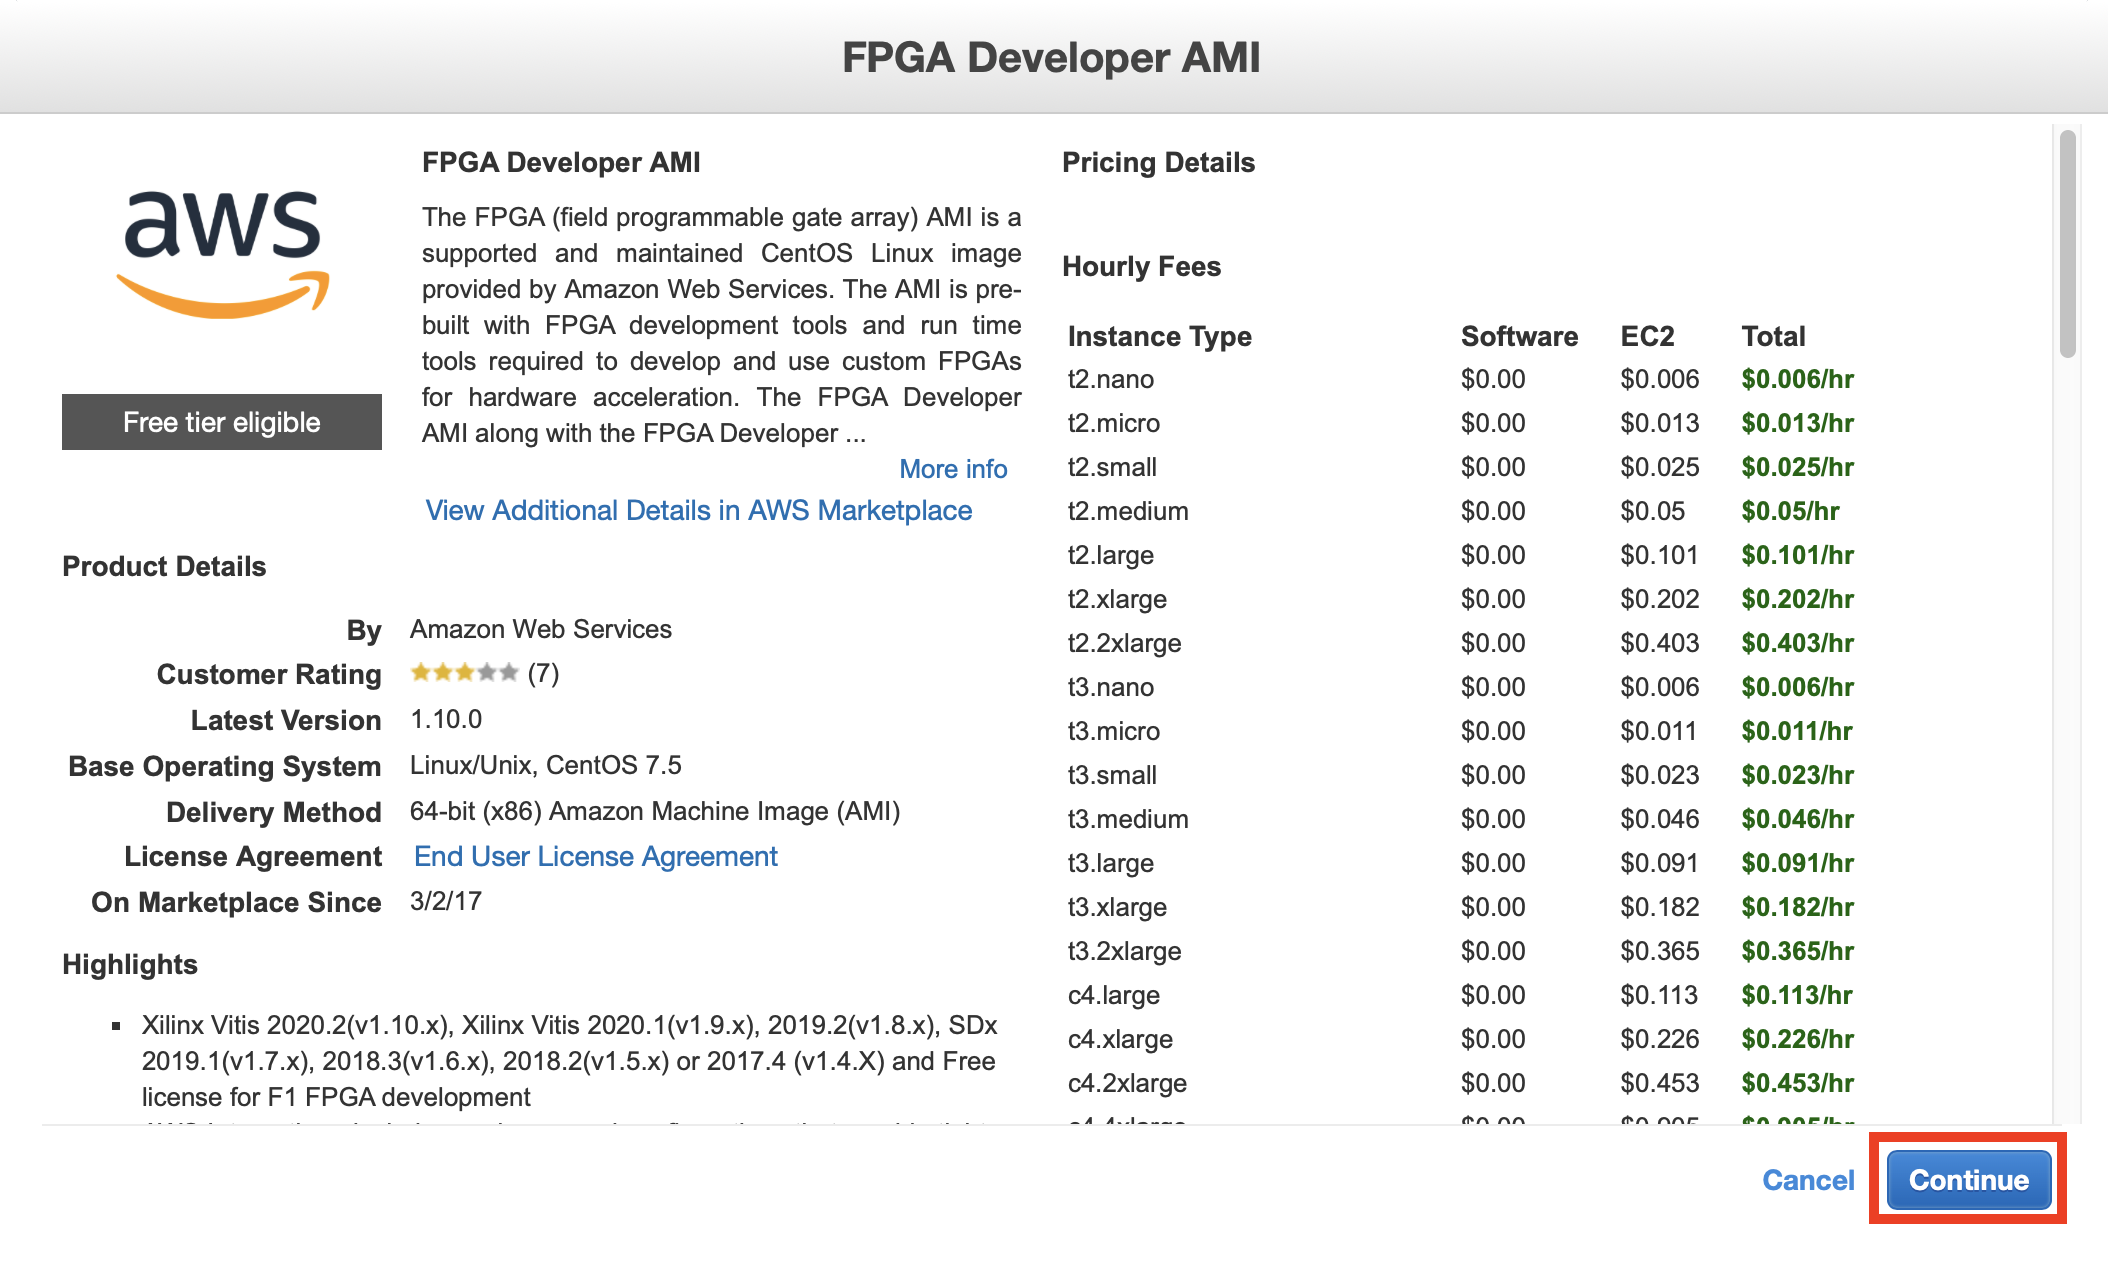 FPGA Developer AMI
aws
Free tier eligible
FPGA Developer AMI
The FPGA (field programmable gate array) AMI is a
supported and maintained CentOS Linux image
provided by Amazon Web Services. The AMI is pre-
built with FPGA development tools and run time
tools required to develop and use custom FPGAs
for hardware acceleration. The FPGA Developer
AMI along with the FPGA Developer ...
More info
View Additional Details in AWS Marketplace
Product Details
By Amazon Web Services
Customer Rating (7)
Latest Version 1.10.0
Base Operating System Linux/Unix, CentOS 7.5
Delivery Method 64-bit (x86) Amazon Machine Image (AMI)
License Agreement End User License Agreement
On Marketplace Since 3/2/17
Highlights
Xilinx Vitis 2020.2(v1.10.x), Xilinx Vitis 2020.1(v1.9.x), 2019.2(v1.8.x), SDx
2019.1(v1.7.x), 2018.3(v1.6.x), 2018.2(v1.5.x) or 2017.4 (v1.4.X) and Free
license for F1 FPGA development
Pricing Details
Hourly Fees
Instance Type Software EC2 Total
t2.nano $0.00 $0.006 $0.006/hr
t2.micro $0.00 $0.013 $0.013/hr
t2.small $0.00 $0.025 $0.025/hr
t2.medium $0.00 $0.05 $0.05/hr
t2.large $0.00 $0.101 $0.101/hr
t2.xlarge $0.00 $0.202 $0.202/hr
t2.2xlarge $0.00 $0.403 $0.403/hr
t3.nano $0.00 $0.006 $0.006/hr
t3.micro $0.00 $0.011 $0.011/hr
t3.small $0.00 $0.023 $0.023/hr
t3.medium $0.00 $0.046 $0.046/hr
t3.large $0.00 $0.091 $0.091/hr
t3.xlarge $0.00 $0.182 $0.182/hr
t3.2xlarge $0.00 $0.365 $0.365/hr
c4.large $0.00 $0.113 $0.113/hr
c4.xlarge $0.00 $0.226 $0.226/hr
c4.2xlarge $0.00 $0.453 $0.453/hr
Cancel Continue